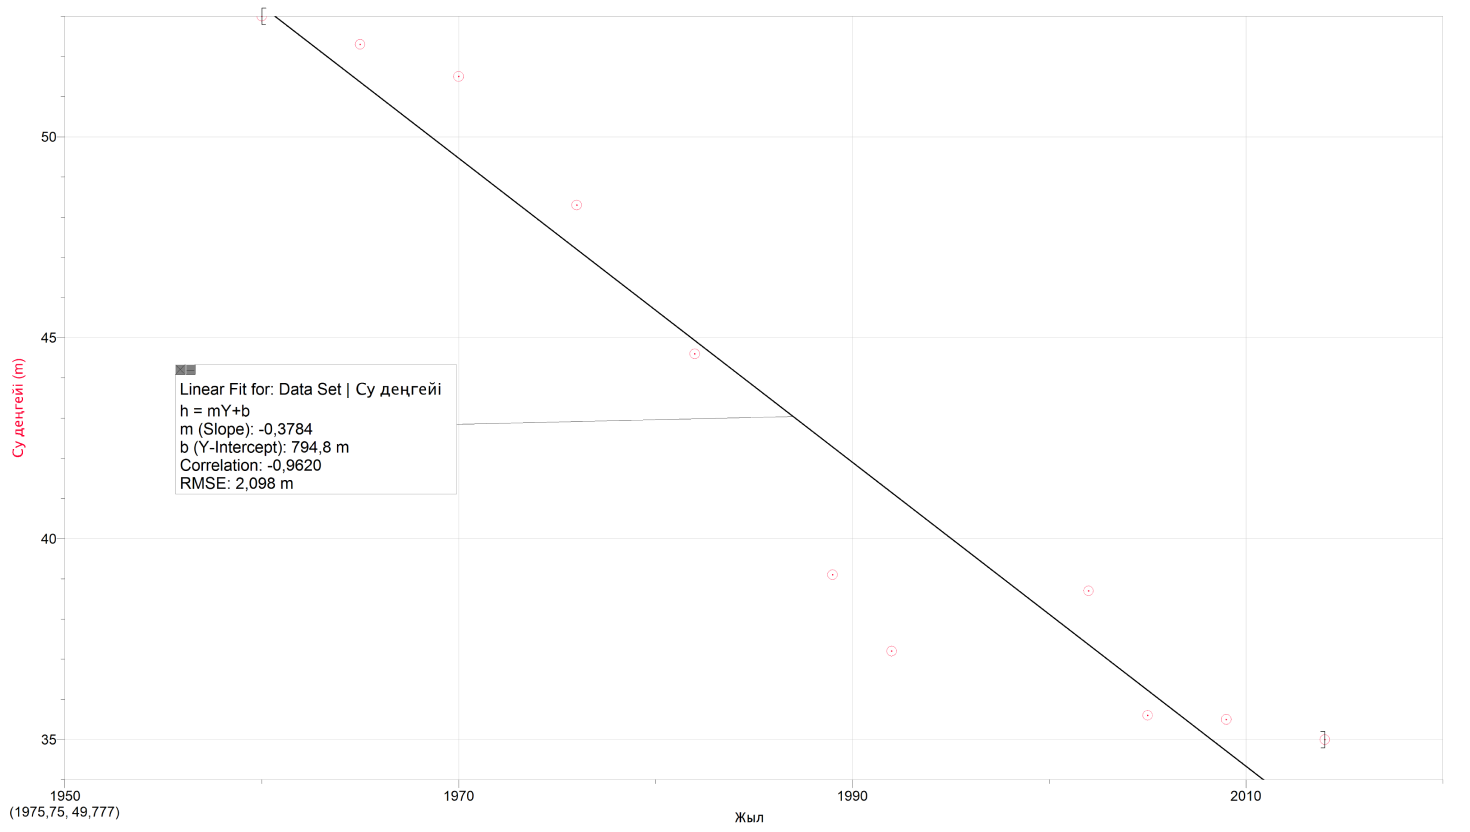 50
45
40
35
Су деңгейі (m)
Linear Fit for: Data Set | Су деңгейі
h = mY+b
m (Slope): -0,3784
b (Y-Intercept): 794,8 m
Correlation: -0,9620
RMSE: 2,098 m
1950 1970 1990 2010
(1975,75, 49,777)
Жыл